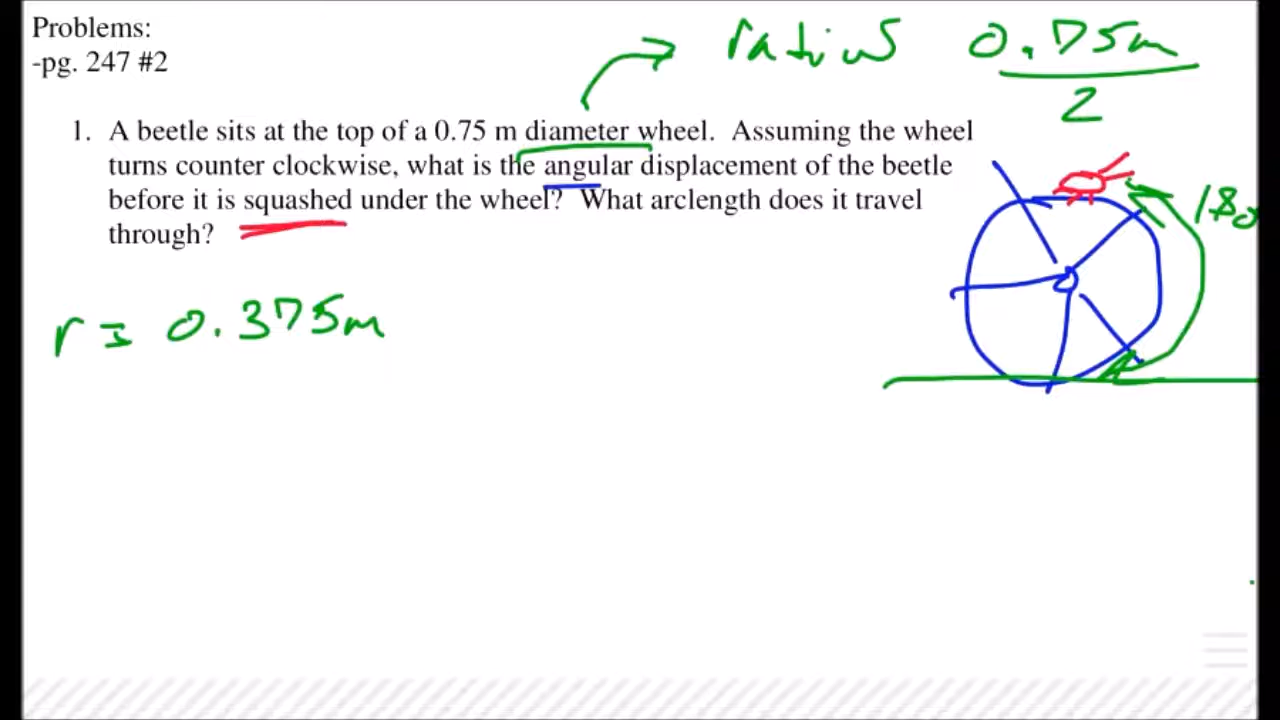 Problems:
-pg. 247 #2
radius 0.75m
2
1. A beetle sits at the top of a 0.75 m diameter wheel. Assuming the wheel
turns counter clockwise, what is the angular displacement of the beetle
before it is squashed under the wheel? What arclength does it travel
through?
180
r = 0.375m